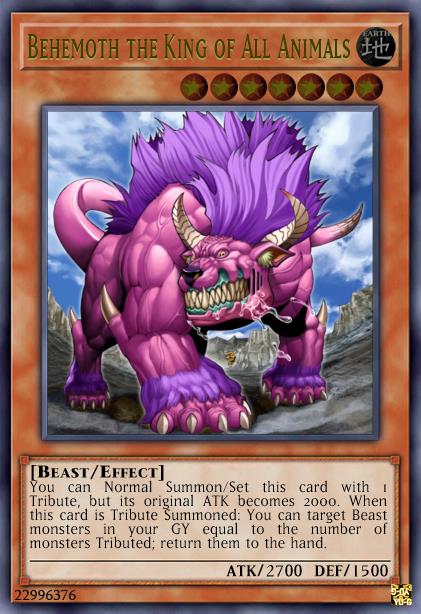 BEHEMOTH THE KING OF ALL ANIMALS
EARTH
地
[BEAST/EFFECT]
You can Normal Summon/Set this card with 1
Tribute, but its original ATK becomes 2000. When
this card is Tribute Summoned: You can target Beast
monsters in your GY equal to the number of
monsters Tributed; return them to the hand.
ATK/2700 DEF/1500
22996376